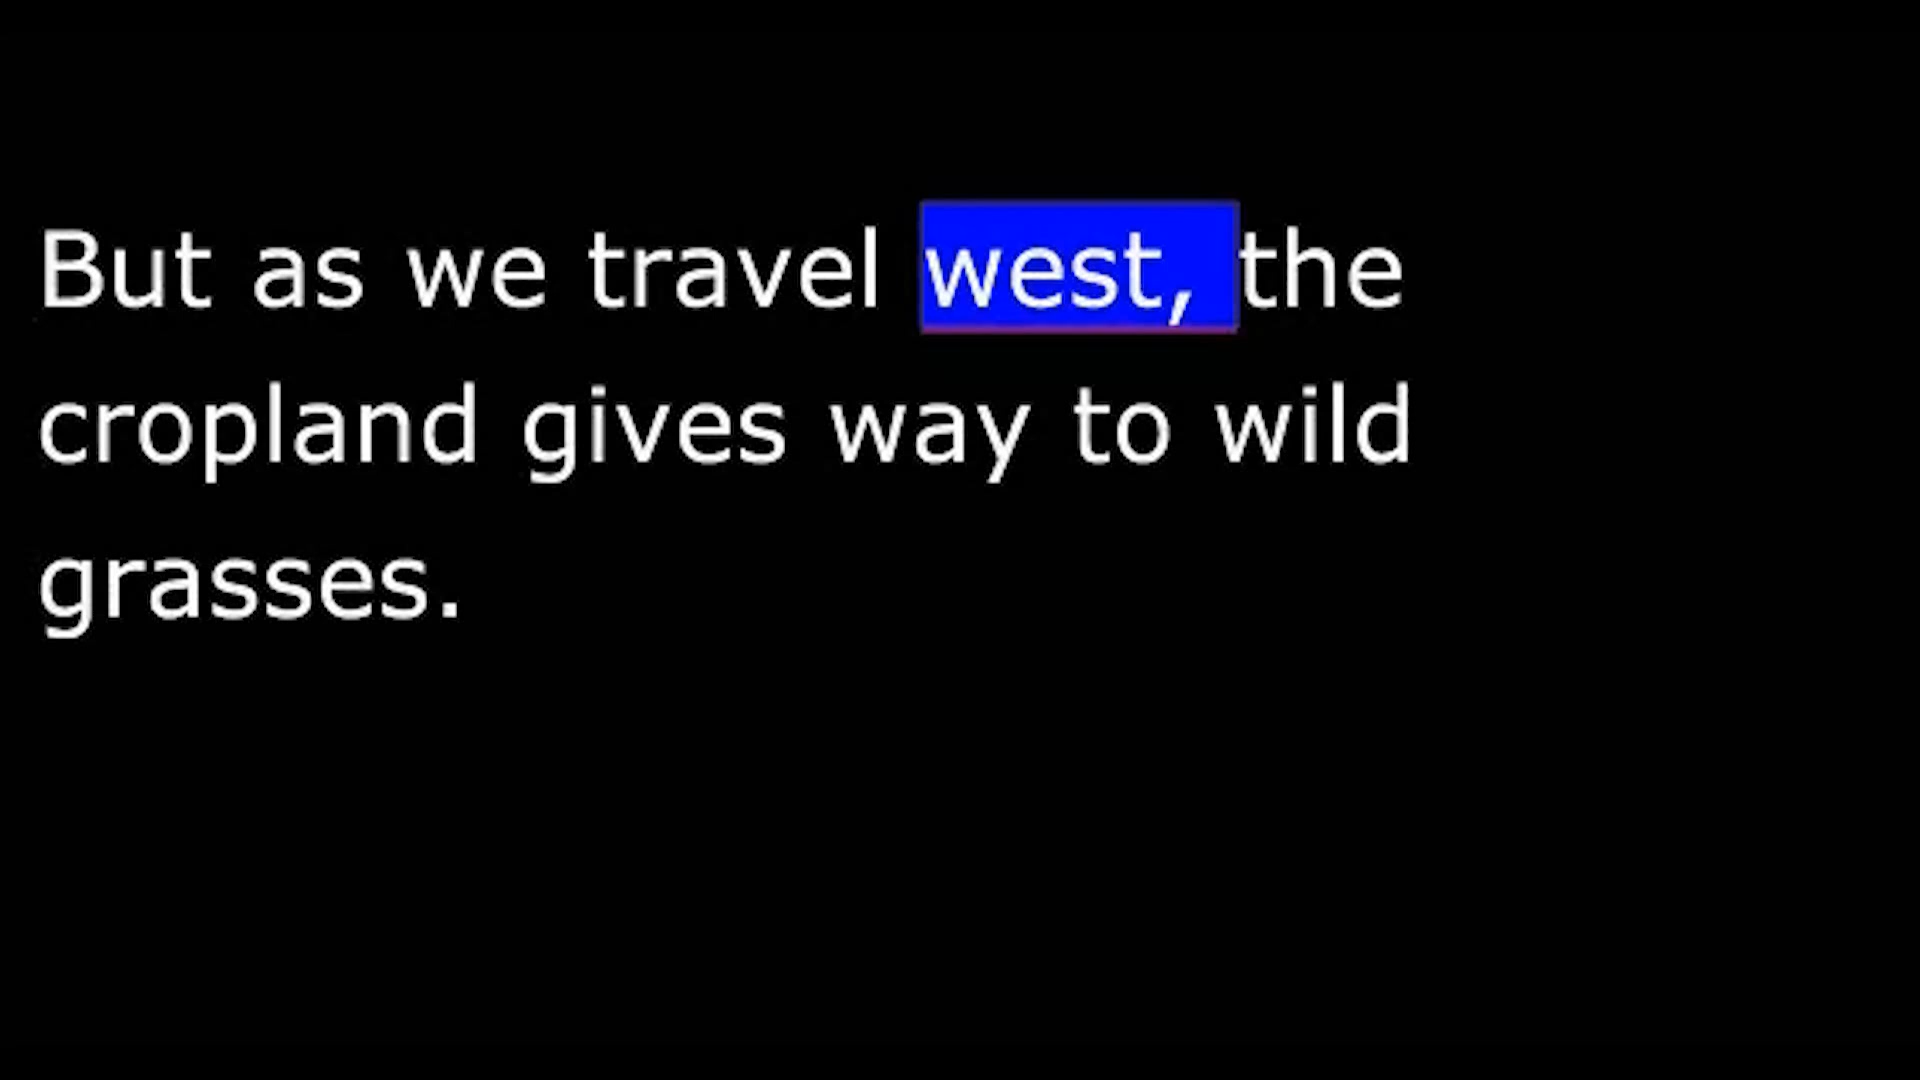 But as we travel west, the
cropland gives way to wild
grasses.